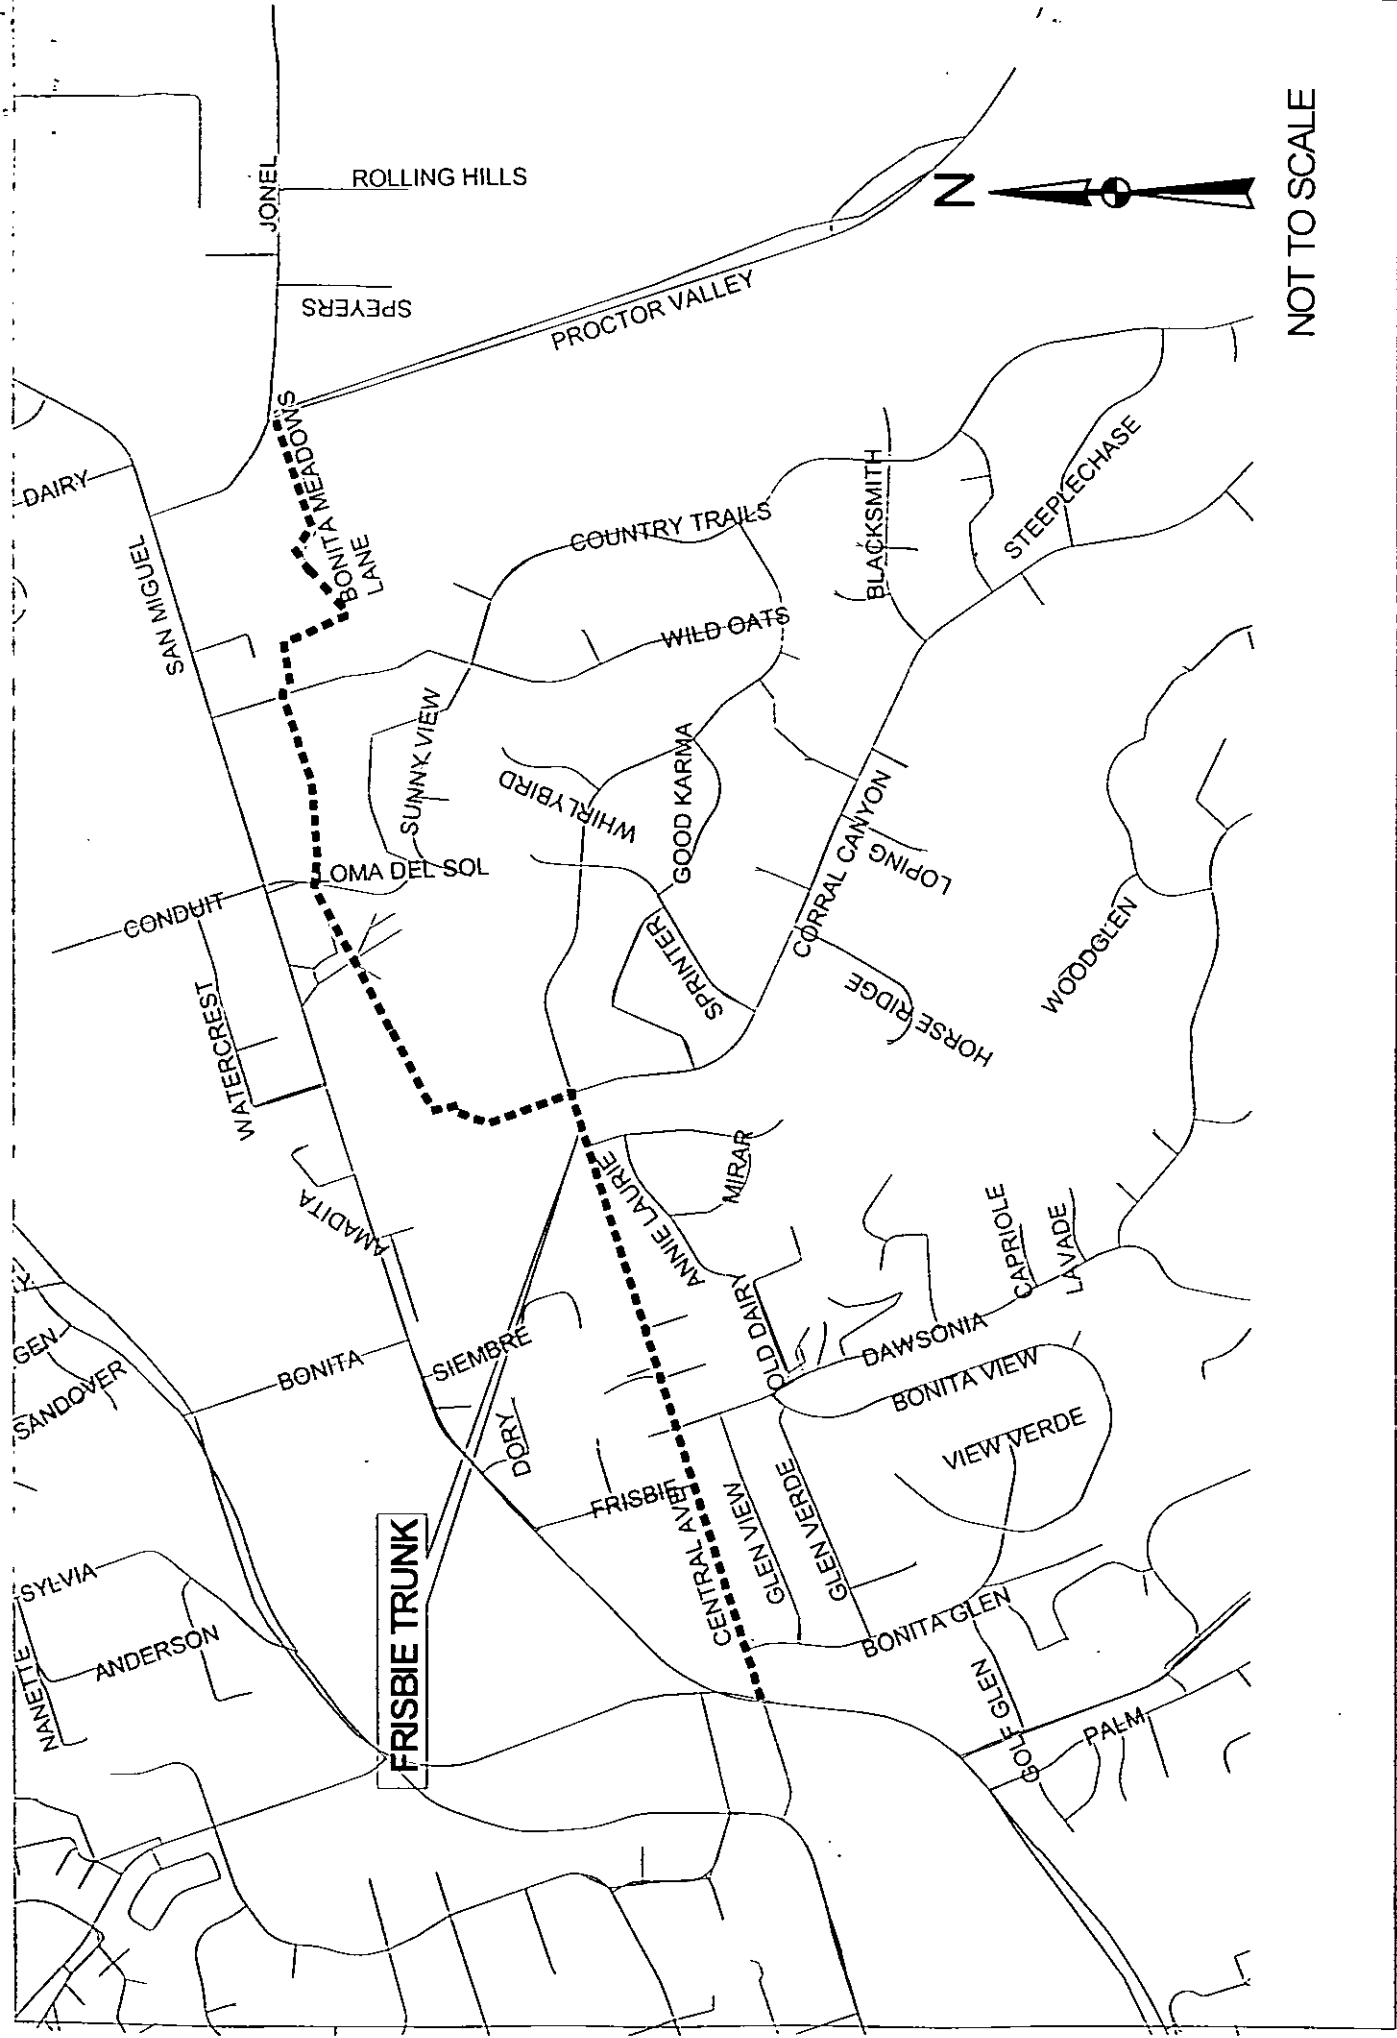 JONEL
ROLLING HILLS
SPEYERS
PROCTOR VALLEY
N
NOT TO SCALE
DAIRY
SAN MIGUEL
BONITA MEADOWS
LANE
COUNTRY TRAILS
WILD OATS
BLACKSMITH
STEEPLECHASE
SUNNY VIEW
WHIRLYBIRD
GOOD KARMA
CORRAL CANYON
LOPING
OMA DEL SOL
CONDUIT
WATERCREST
SPRINTER
HORSE RIDGE
WOODGLEN
AMADITA
ANNIE LAURIE
MIRAR
CAPRIOLE
LAVADE
OLD DAIRY
DAWSONIA
BONITA VIEW
VIEW VERDE
GEN
SANDOVER
BONITA
SIEMBRE
DORY
FRISBIE
CENTRAL AVE
GLEN VIEW
GLEN VERDE
BONITA GLEN
GOLF GLEN
PALM
SYLVIA
ANDERSON
NANETTE
FRISBIE TRUNK